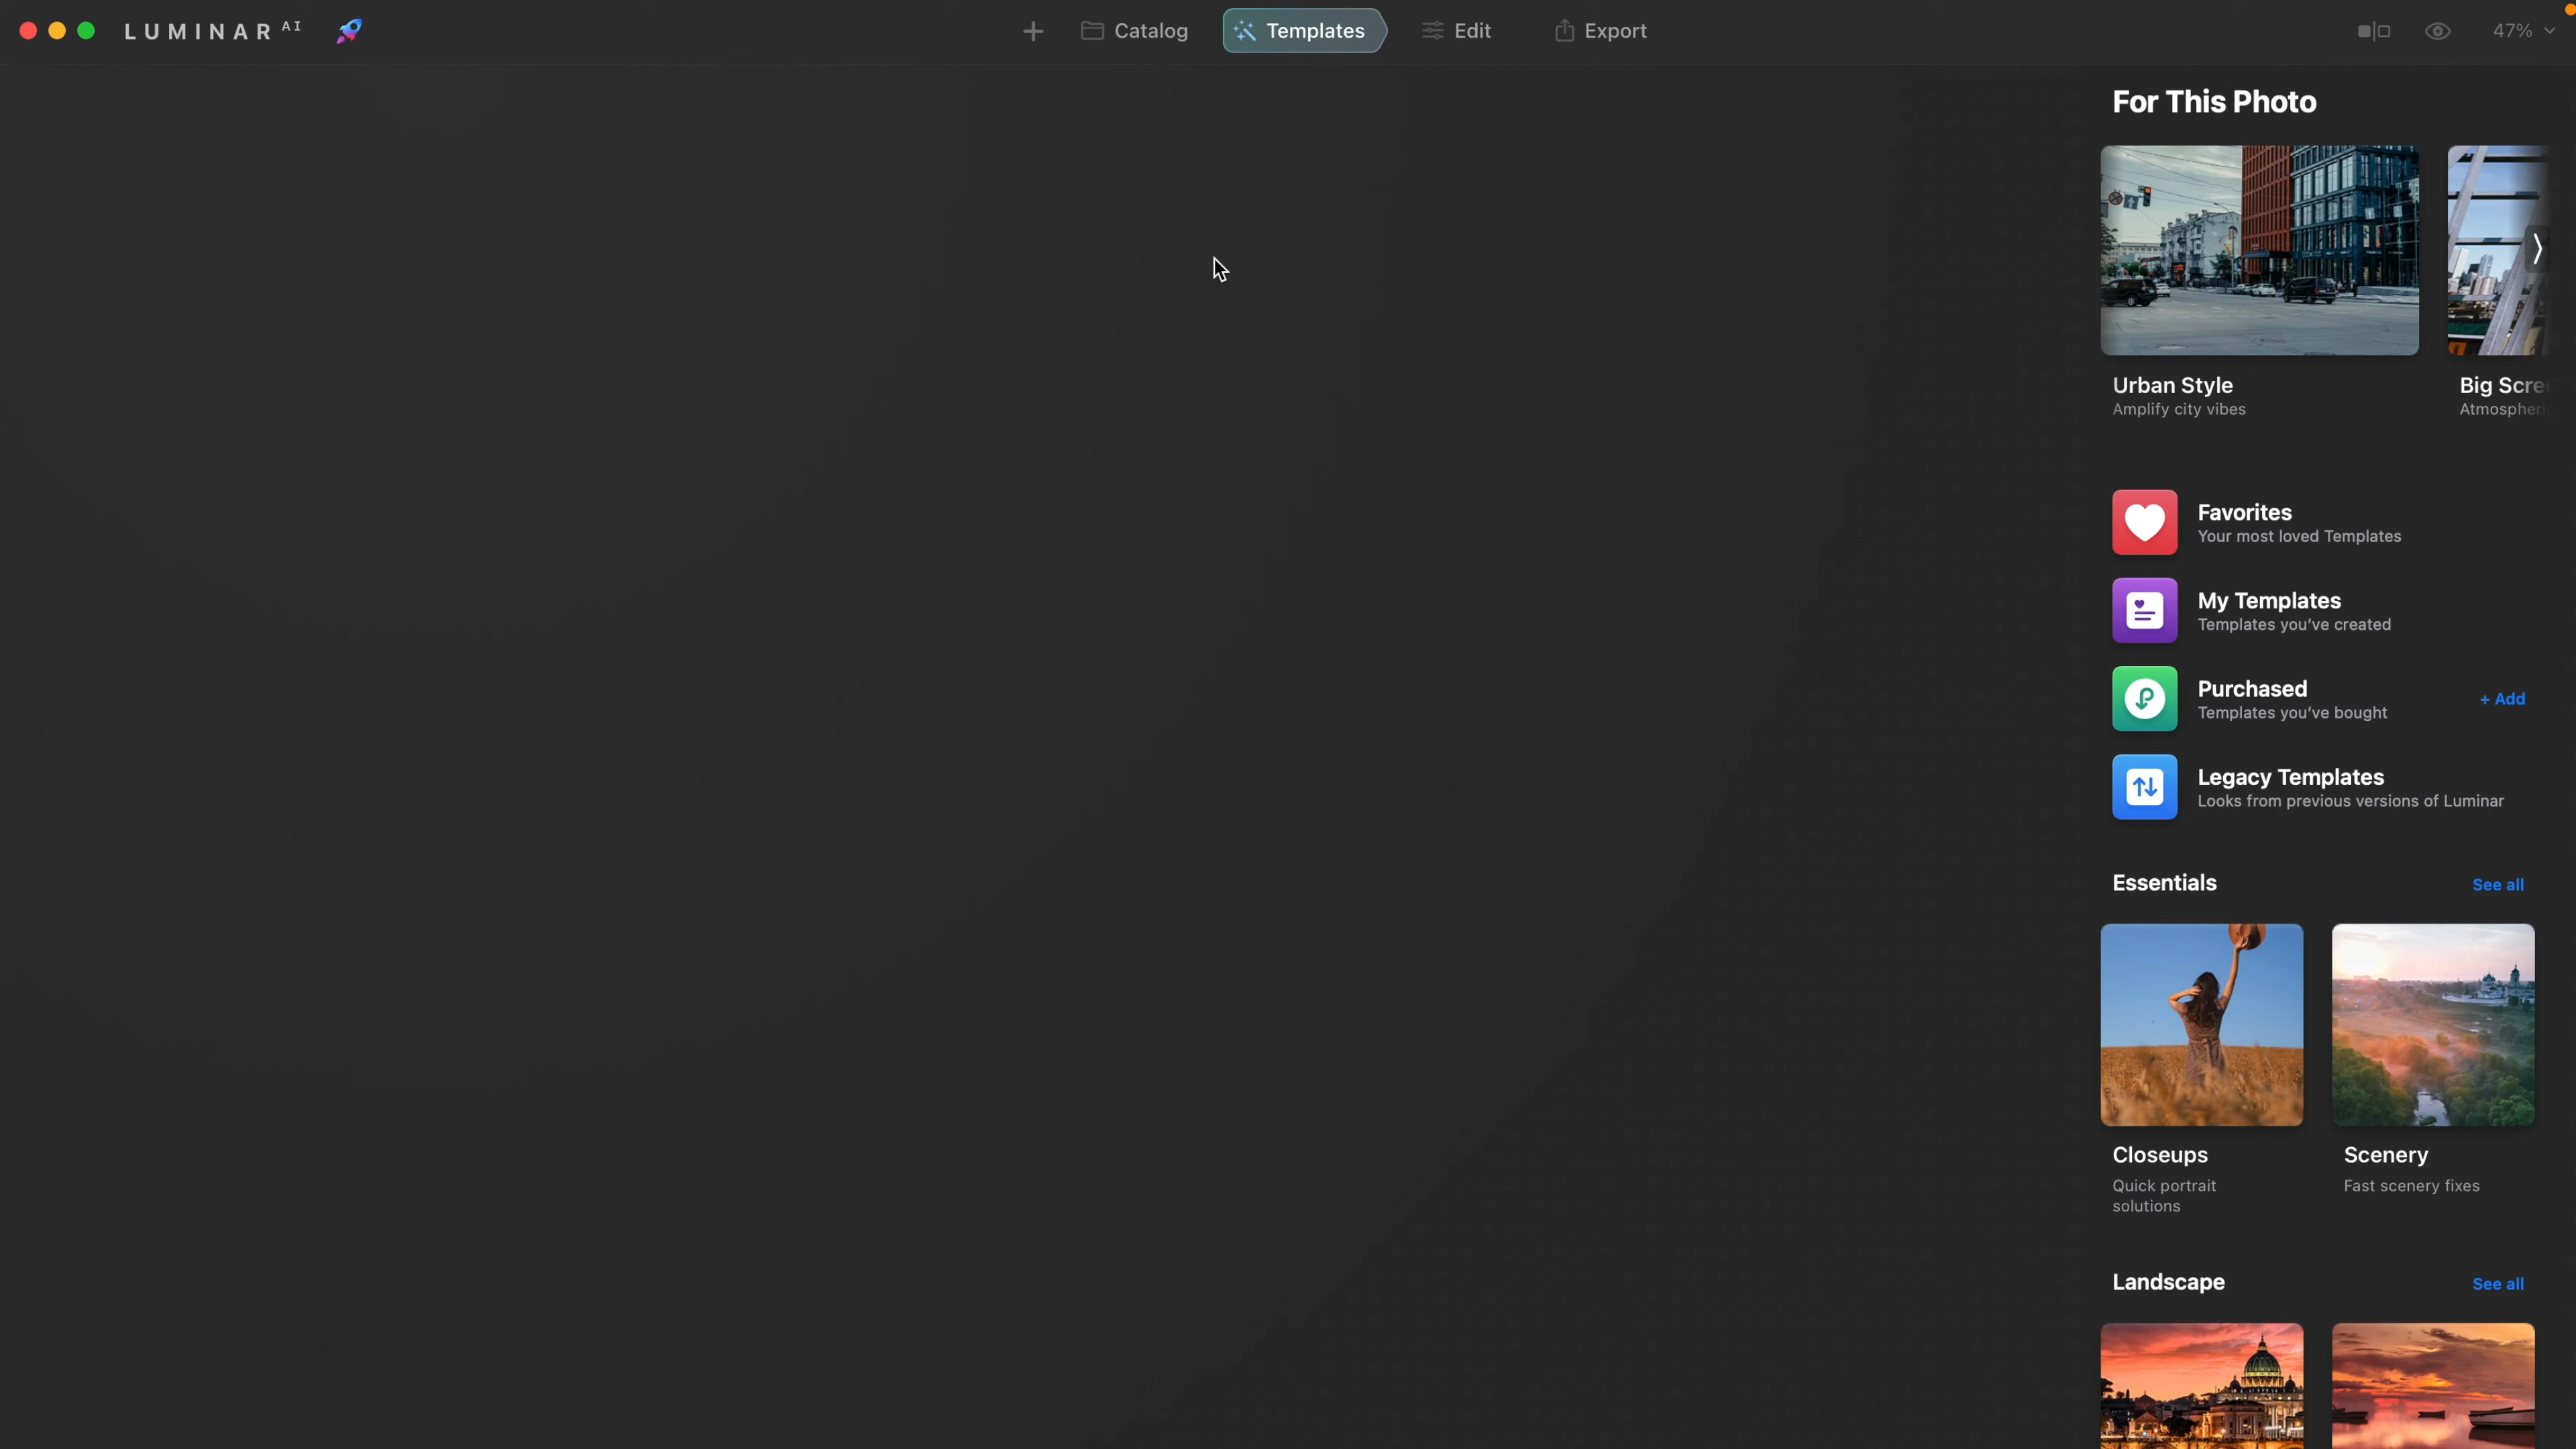 LUMINAR AI
Catalog
Templates
Edit
Export
47%
For This Photo
Urban Style
Amplify city vibes
Big
Favorites
Your most loved Templates
My Templates
Templates you've created
Purchased
Templates you've bought
+ Add
Legacy Templates
Looks from previous versions of Luminar
Essentials
See all
Closeups
Quick portrait
solutions
Scenery
Fast scenery fixes
Landscape
See all